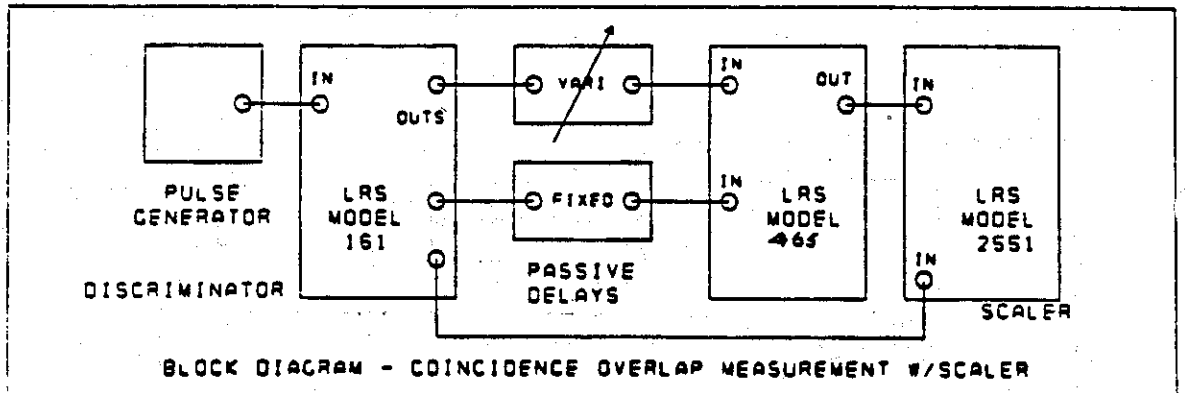 IN
OUTS
VARI
IN
OUT
IN
PULSE
GENERATOR
LRS
MODEL
161
FIXED
IN
LRS
MODEL
465
LRS
MODEL
2551
IN
DISCRIMINATOR
PASSIVE
DELAYS
SCALER
BLOCK DIAGRAM - COINCIDENCE OVERLAP MEASUREMENT W/SCALER